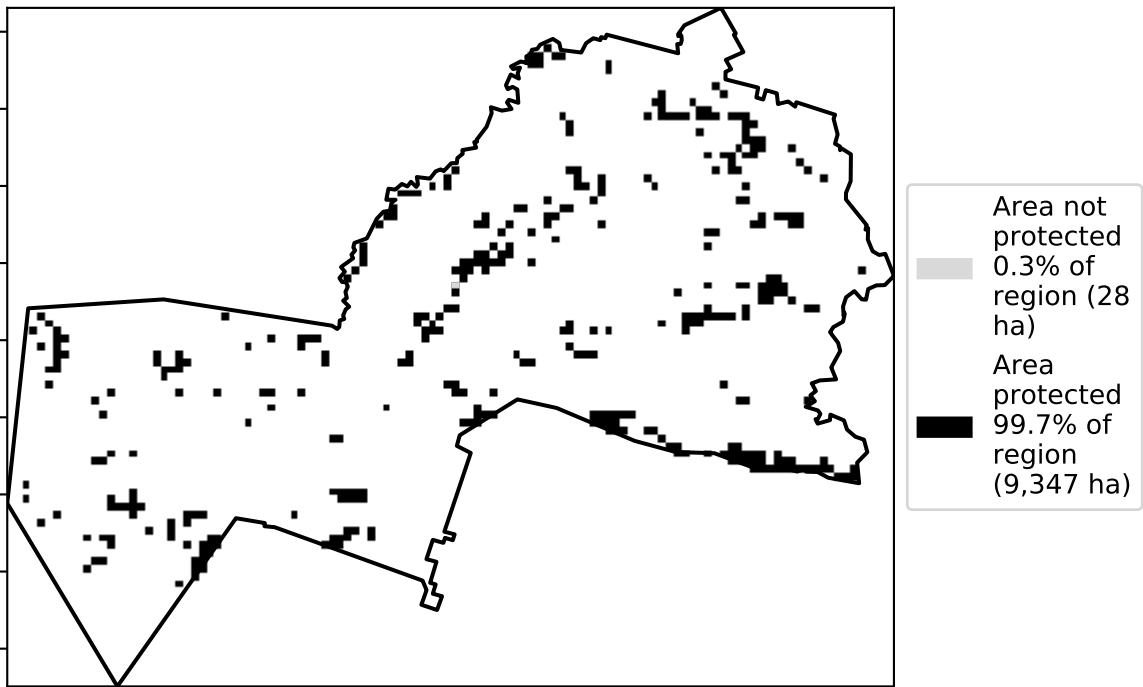 Area not
protected
0.3% of
region (28
ha)
Area
protected
99.7% of
region
(9,347 ha)